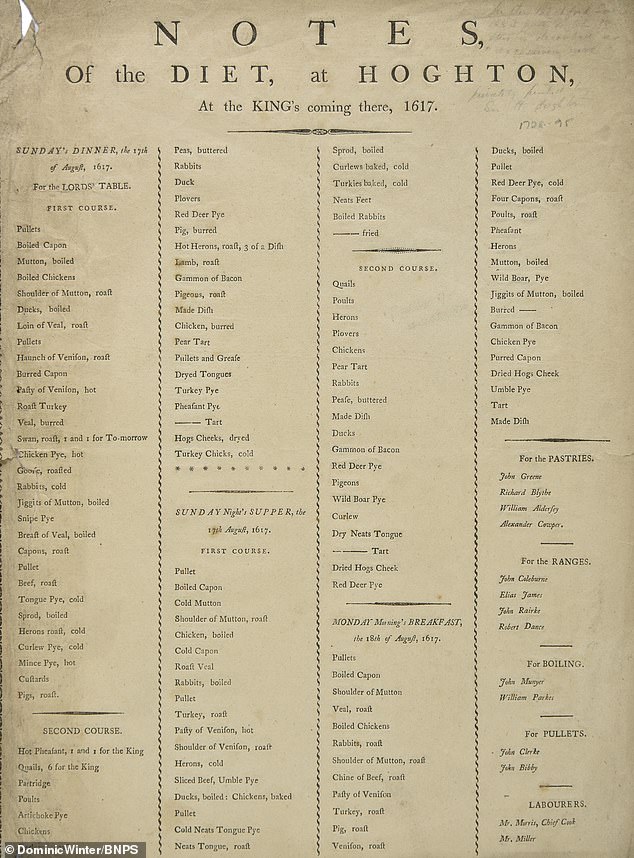 NOTES,
Of the DIET, at HOGHTON,
At the KING's coming there, 1617.
SUNDAY'S DINNER, the 17th
of Auguſt, 1617.
For the LORDS' TABLE.
FIRST COURSE.
Pullets
Boiled Capon
Mutton, boiled
Boiled Chickens
Shoulder of Mutton, roaſt
Ducks, boiled
Loin of Veal, roaſt
Pullets
Haunch of Veniſon, roaſt
Burred Capon
Paſty of Veniſon, hot
Roaſt Turkey
Veal, burred
Swan, roaſt, 1 and 1 for To-morrow
Chicken Pye, hot
Gooſe, roaſted
Rabbits, cold
Jiggits of Mutton, boiled
Snipe Pye
Breaſt of Veal, boiled
Capons, roaſt
Pullet
Beef, roaſt
Tongue Pye, cold
Sprod, boiled
Herons roaſt, cold
Curlew Pye, cold
Mince Pye, hot
Cuſtards
Pigs, roaſt.
SECOND COURSE.
Hot Pheaſant, 1 and 1 for the King
Quails, 6 for the King
Partridge
Poults
Artichoke Pye
Chickens
Peas, buttered
Rabbits
Duck
Plovers
Red Deer Pye
Pig, burred
Hot Herons, roaſt, 3 of a Diſh
Lamb, roaſt
Gammon of Bacon
Pigeons, roaſt
Made Diſh
Chicken, burred
Pear Tart
Pullets and Greaſe
Dryed Tongues
Turkey Pye
Pheaſant Pye
—— Tart
Hogs Cheeks, dryed
Turkey Chicks, cold
* * * * * * * * * *
SUNDAY Night's SUPPER, the
17th Auguſt, 1617.
FIRST COURSE.
Pullet
Boiled Capon
Cold Mutton
Shoulder of Mutton, roaſt
Chicken, boiled
Cold Capon
Roaſt Veal
Rabbits, boiled
Pullet
Turkey, roaſt
Paſty of Veniſon, hot
Shoulder of Veniſon, roaſt
Herons, cold
Sliced Beef, Umble Pye
Ducks, boiled: Chickens, baked
Pullet
Cold Neats Tongue Pye
Neats Tongue, roaſt
Sprod, boiled
Curlews baked, cold
Turkies baked, cold
Neats Feet
Boiled Rabbits
—— fried
SECOND COURSE.
Quails
Poults
Herons
Plovers
Chickens
Pear Tart
Rabbits
Peaſe, buttered
Made Diſh
Ducks
Gammon of Bacon
Red Deer Pye
Pigeons
Wild Boar Pye
Curlew
Dry Neats Tongue
—— Tart
Dried Hogs Cheek
Red Deer Pye
MONDAY Morning's BREAKFAST,
the 18th of Auguſt, 1617.
Pullets
Boiled Capon
Shoulder of Mutton
Veal, roaſt
Boiled Chickens
Rabbits, roaſt
Shoulder of Mutton, roaſt
Chine of Beef, roaſt
Paſty of Veniſon
Turkey, roaſt
Pig, roaſt
Veniſon, roaſt
Ducks, boiled
Pullet
Red Deer Pye, cold
Four Capons, roaſt
Poults, roaſt
Pheaſant
Herons
Mutton, boiled
Wild Boar, Pye
Jiggits of Mutton, boiled
Burred ——
Gammon of Bacon
Chicken Pye
Purred Capon
Dried Hogs Cheek
Umble Pye
Tart
Made Diſh
For the PASTRIES.
John Greene
Richard Blythe
William Alderſey
Alexander Cowper.
For the RANGES.
John Coleburne
Elias James
John Rairke
Robert Dance
For BOILING.
John Munyer
William Parkes
For PULLETS.
John Clerke
John Bibby
LABOURERS.
Mr. Morris, Chief Cook
Mr. Miller
© DominicWinter/BNPS